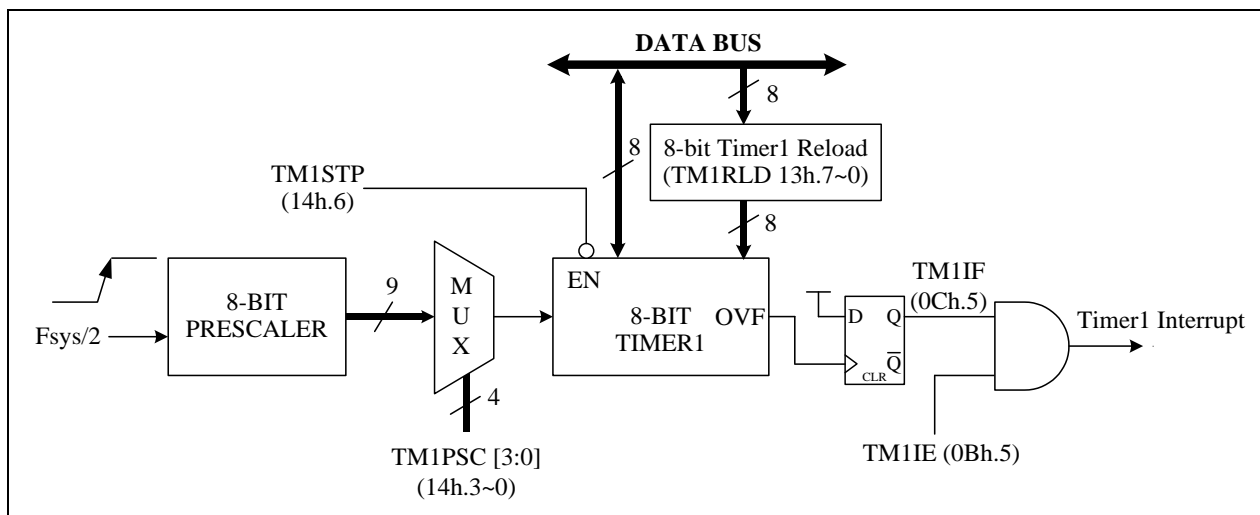 DATA BUS
8
8-bit Timer1 Reload
(TM1RLD 13h.7~0)
8
8
TM1STP
(14h.6)
Fsys/2
8-BIT
PRESCALER
9
M
U
X
4
TM1PSC [3:0]
(14h.3~0)
EN
8-BIT
TIMER1
OVF
D
Q
Q̅
CLR
TM1IF
(0Ch.5)
TM1IE (0Bh.5)
Timer1 Interrupt